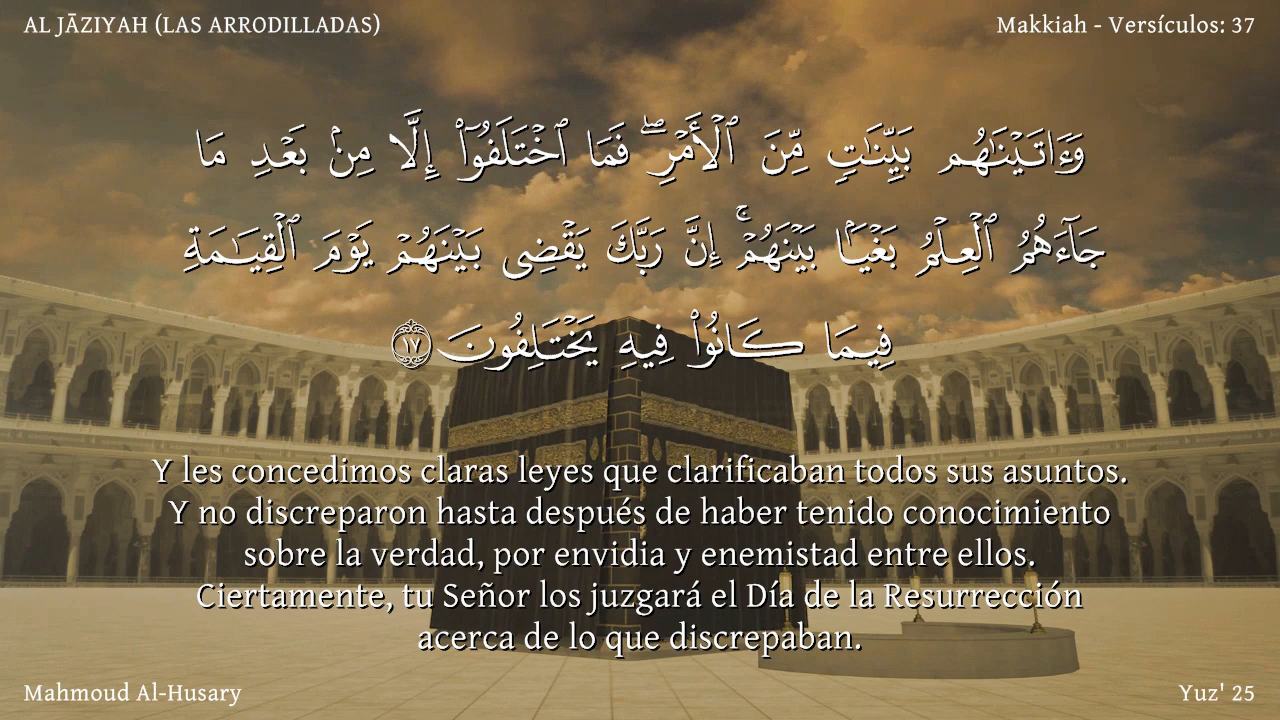 AL JĀZIYAH (LAS ARRODILLADAS)
Makkiah - Versículos: 37
وَءَاتَيْنَٰهُم بَيِّنَٰتٍ مِّنَ ٱلْأَمْرِ ۖ فَمَا ٱخْتَلَفُوٓا۟ إِلَّا مِنۢ بَعْدِ مَا
جَآءَهُمُ ٱلْعِلْمُ بَغْيًۢا بَيْنَهُمْ ۚ إِنَّ رَبَّكَ يَقْضِى بَيْنَهُمْ يَوْمَ ٱلْقِيَٰمَةِ
فِيمَا كَانُوا۟ فِيهِ يَخْتَلِفُونَ ١٧
Y les concedimos claras leyes que clarificaban todos sus asuntos.
Y no discreparon hasta después de haber tenido conocimiento
sobre la verdad, por envidia y enemistad entre ellos.
Ciertamente, tu Señor los juzgará el Día de la Resurrección
acerca de lo que discrepaban.
Mahmoud Al-Husary
Yuz' 25